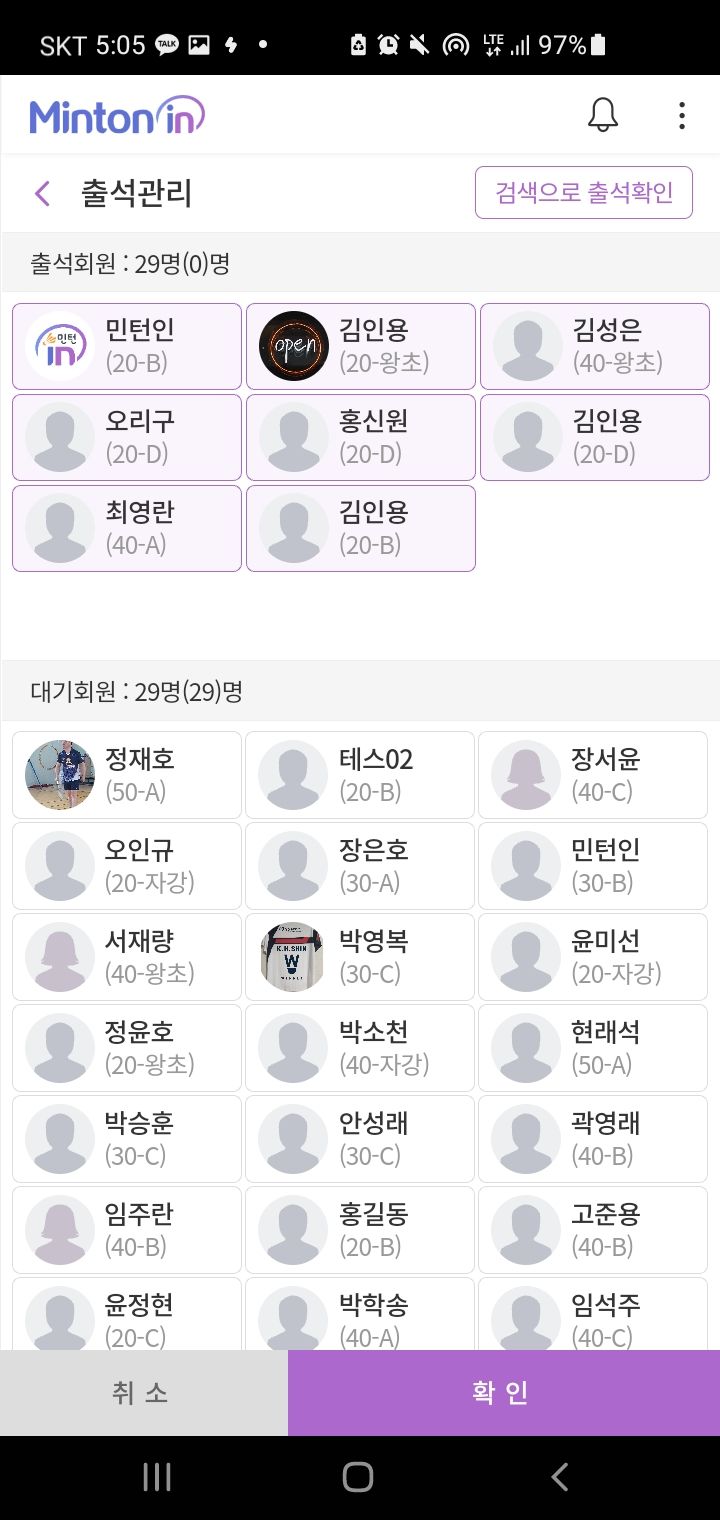 SKT 5:05 TALK LTE 97%
Minton in
출석관리 검색으로 출석확인
출석회원 : 29명(0)명
민턴 in 민턴인 open 김인용 김성은
(20-B) (20-왕초) (40-왕초)
오리구 홍신원 김인용
(20-D) (20-D) (20-D)
최영란 김인용
(40-A) (20-B)
대기회원 : 29명(29)명
정재호 테스02 장서윤
(50-A) (20-B) (40-C)
오인규 장은호 민턴인
(20-자강) (30-A) (30-B)
서재량 K.H.SHIN W 박영복 윤미선
(40-왕초) (30-C) (20-자강)
정윤호 박소천 현래석
(20-왕초) (40-자강) (50-A)
박승훈 안성래 곽영래
(30-C) (30-C) (40-B)
임주란 홍길동 고준용
(40-B) (20-B) (40-B)
윤정현 박학송 임석주
(20-C) (40-A) (40-C)
취 소 확 인